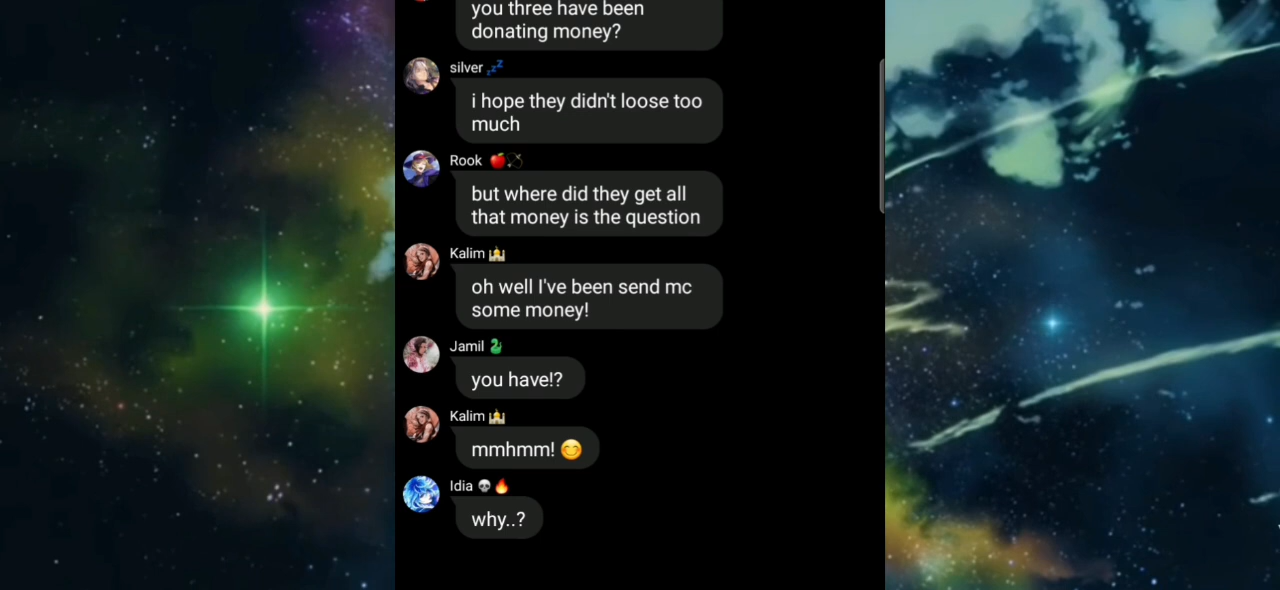 you three have been
donating money?
silver 💤
i hope they didn't loose too
much
Rook 🍎🏹
but where did they get all
that money is the question
Kalim 🕌
oh well I've been send mc
some money!
Jamil 🐍
you have!?
Kalim 🕌
mmhmm! 😊
Idia 💀🔥
why..?